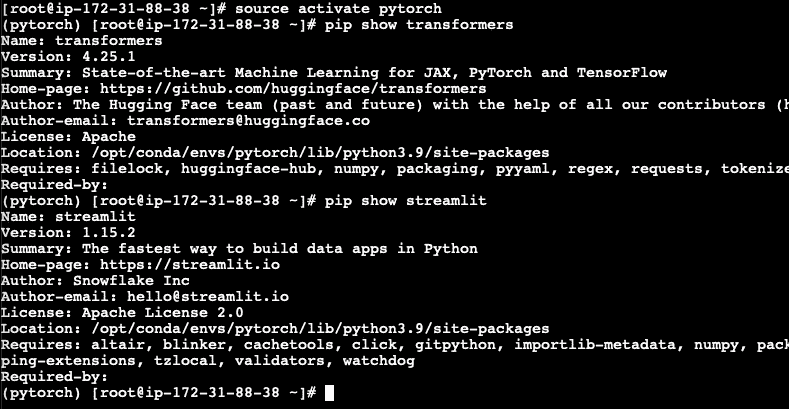 [root@ip-172-31-88-38 ~]# source activate pytorch
(pytorch) [root@ip-172-31-88-38 ~]# pip show transformers
Name: transformers
Version: 4.25.1
Summary: State-of-the-art Machine Learning for JAX, PyTorch and TensorFlow
Home-page: https://github.com/huggingface/transformers
Author: The Hugging Face team (past and future) with the help of all our contributors (h
Author-email: transformers@huggingface.co
License: Apache
Location: /opt/conda/envs/pytorch/lib/python3.9/site-packages
Requires: filelock, huggingface-hub, numpy, packaging, pyyaml, regex, requests, tokenize
Required-by:
(pytorch) [root@ip-172-31-88-38 ~]# pip show streamlit
Name: streamlit
Version: 1.15.2
Summary: The fastest way to build data apps in Python
Home-page: https://streamlit.io
Author: Snowflake Inc
Author-email: hello@streamlit.io
License: Apache License 2.0
Location: /opt/conda/envs/pytorch/lib/python3.9/site-packages
Requires: altair, blinker, cachetools, click, gitpython, importlib-metadata, numpy, pack
ping-extensions, tzlocal, validators, watchdog
Required-by:
(pytorch) [root@ip-172-31-88-38 ~]#